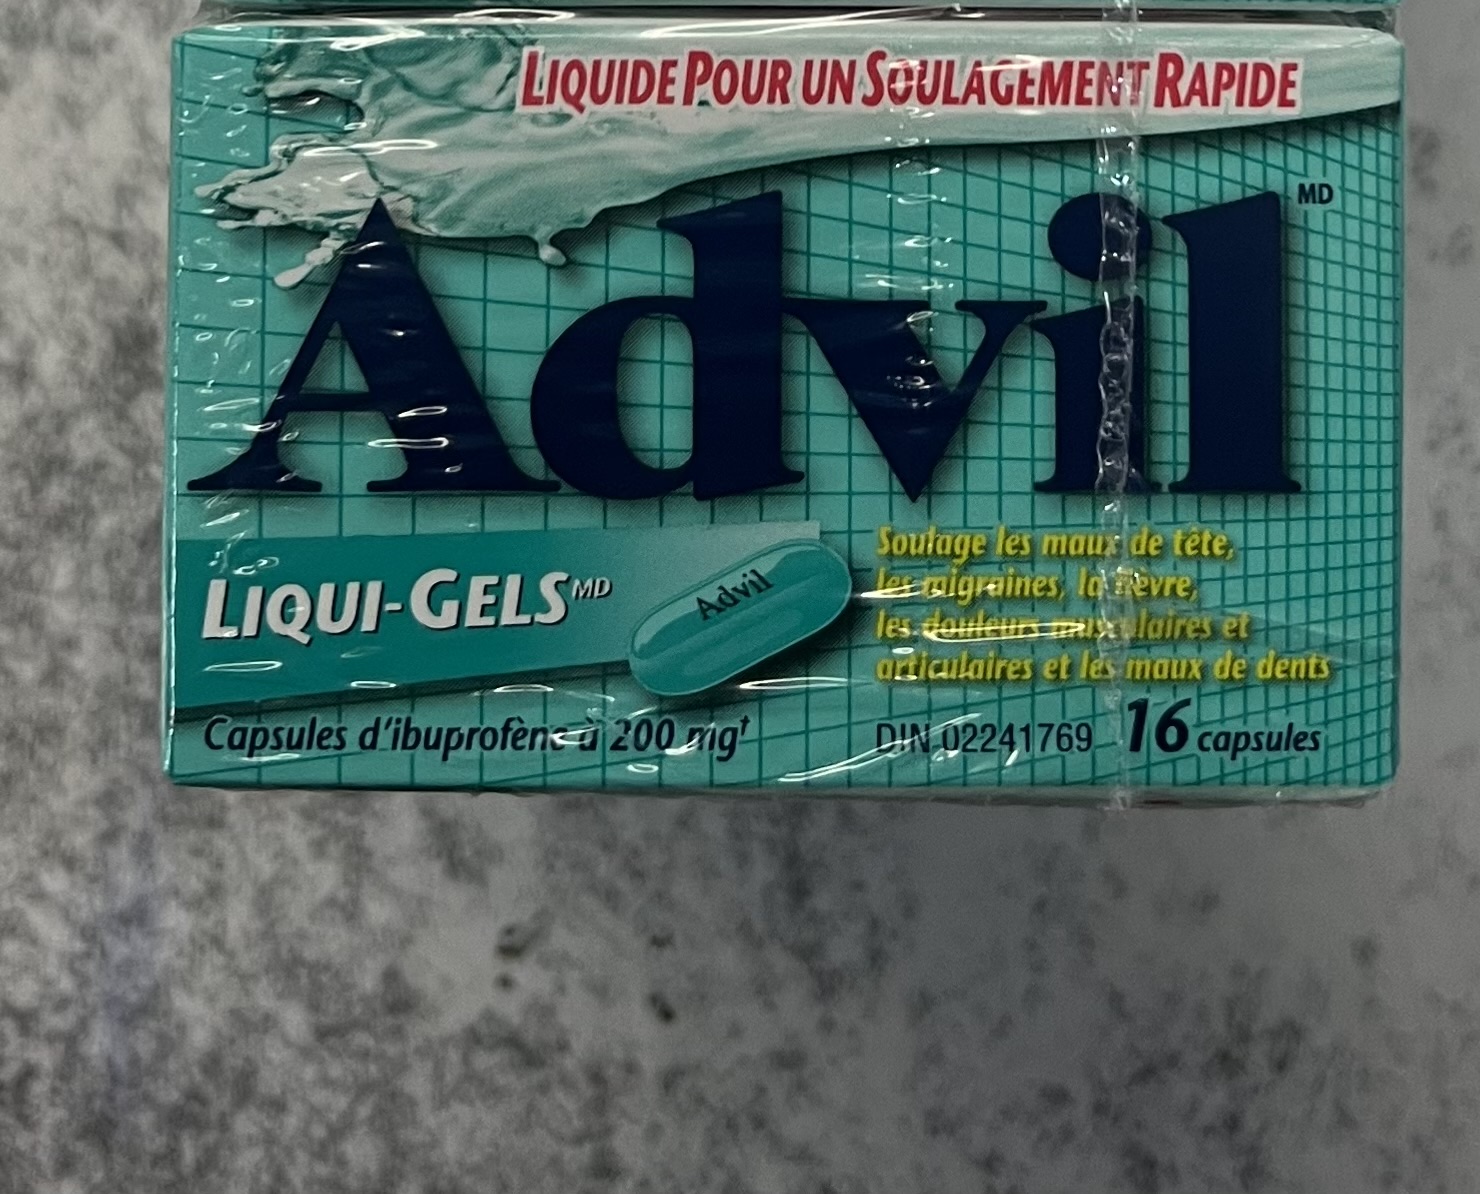 LIQUIDE POUR UN SOULAGEMENT RAPIDE
Advil MD
LIQUI-GELS MD
Advil
Soulage les maux de tête,
les migraines, la fièvre,
les douleurs musculaires et
articulaires et les maux de dents
Capsules d'ibuprofène à 200 mg†
DIN 02241769 16 capsules